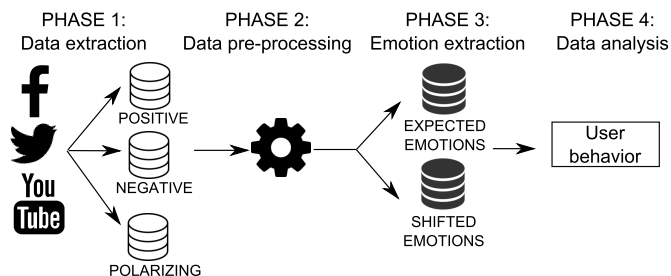 PHASE 1:
Data extraction
PHASE 2:
Data pre-processing
PHASE 3:
Emotion extraction
PHASE 4:
Data analysis
f
You
Tube
POSITIVE
NEGATIVE
POLARIZING
EXPECTED
EMOTIONS
SHIFTED
EMOTIONS
User
behavior